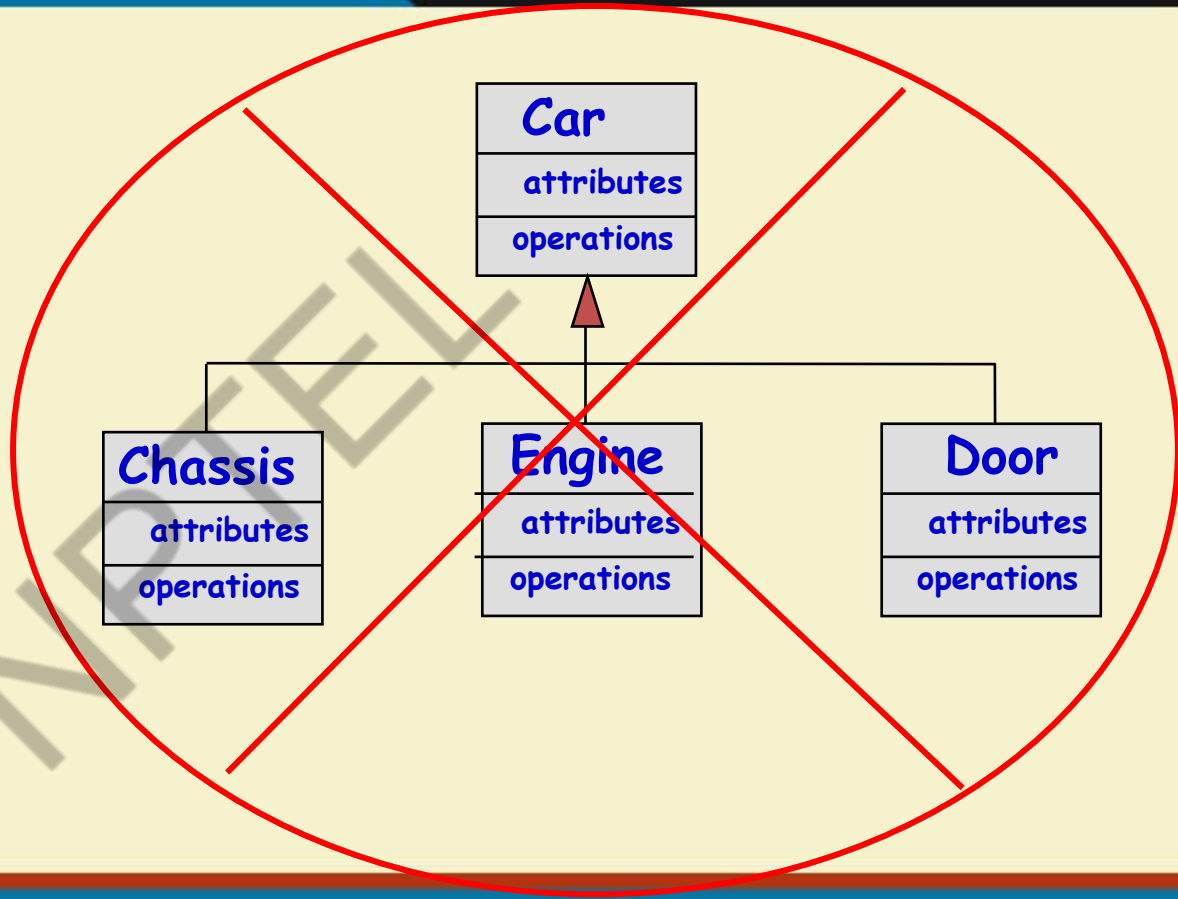 Car
attributes
operations
Chassis
attributes
operations
Engine
attributes
operations
Door
attributes
operations
NPTEL